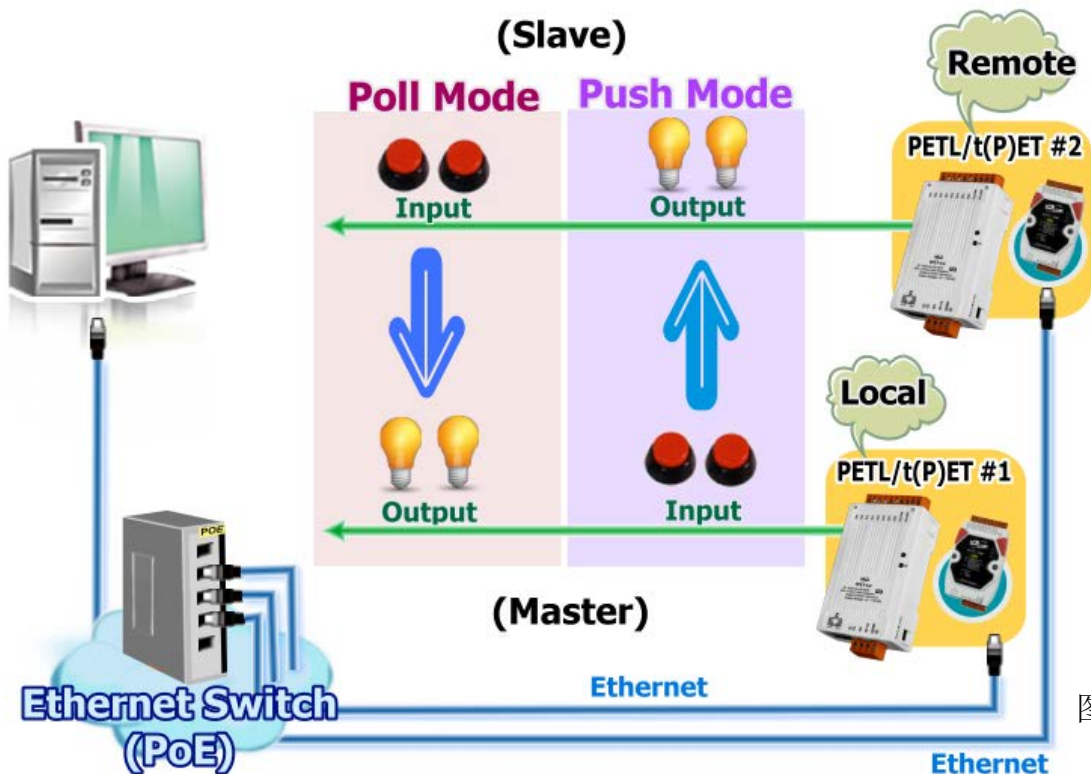 (Slave)
Remote
Poll Mode
Push Mode
PETL/t(P)ET #2
Input
Output
Local
PETL/t(P)ET #1
Output
Input
POE
(Master)
Ethernet Switch
(PoE)
Ethernet
图
Ethernet